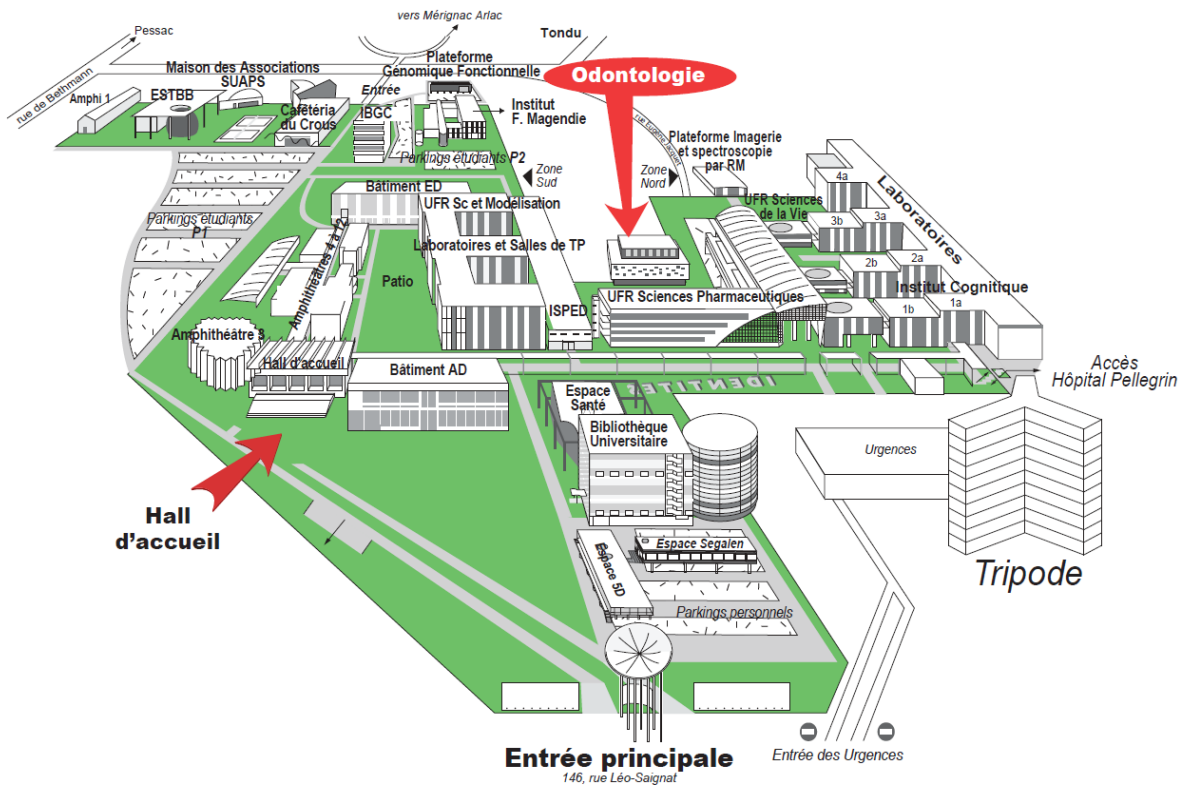 vers Mérignac Arlac
Pessac
Tondu
rue de Bethmann
Maison des Associations
SUAPS
Plateforme
Génomique Fonctionnelle
Odontologie
Amphi 1
ESTBB
Entrée
Cafétéria
du Crous
IBGC
Institut
F. Magendie
rue Eugène Jacquet
Plateforme Imagerie
et spectroscopie
par RM
Parkings étudiants P2
Zone
Sud
Zone
Nord
Laboratoires
4a
Bâtiment ED
UFR Sc et Modélisation
UFR Sciences
de la Vie
3b
3a
Parkings étudiants
P1
Amphithéâtres 4 à 12
Laboratoires et Salles de TP
2b
2a
Patio
Institut Cognitique
ISPED
UFR Sciences Pharmaceutiques
1b
1a
Amphithéâtre 3
Hall d'accueil
Bâtiment AD
Accès
Hôpital Pellegrin
IDENTITES
Espace
Santé
Bibliothèque
Universitaire
Urgences
Hall
d'accueil
Espace Segalen
Espace 5D
Tripode
Parkings personnels
Entrée principale
146, rue Léo-Saignat
Entrée des Urgences